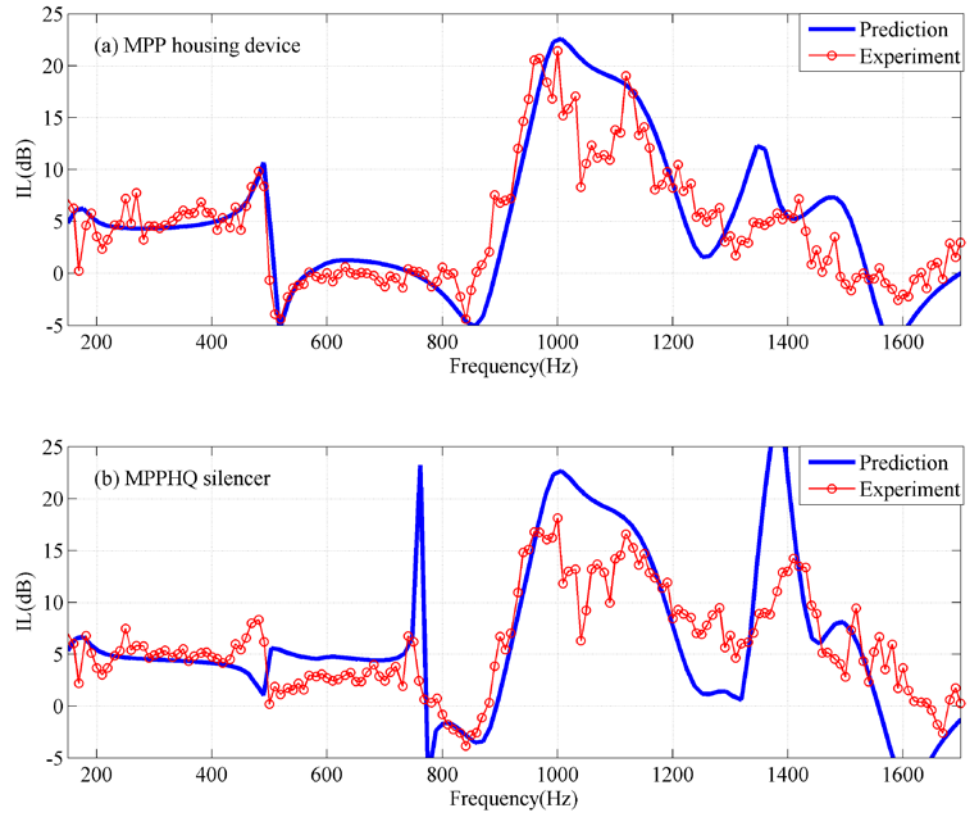 (a) MPP housing device
Prediction
Experiment
25
20
15
10
5
0
-5
IL(dB)
200 400 600 800 1000 1200 1400 1600
Frequency(Hz)
(b) MPPHQ silencer
Prediction
Experiment
25
20
15
10
5
0
-5
IL(dB)
200 400 600 800 1000 1200 1400 1600
Frequency(Hz)